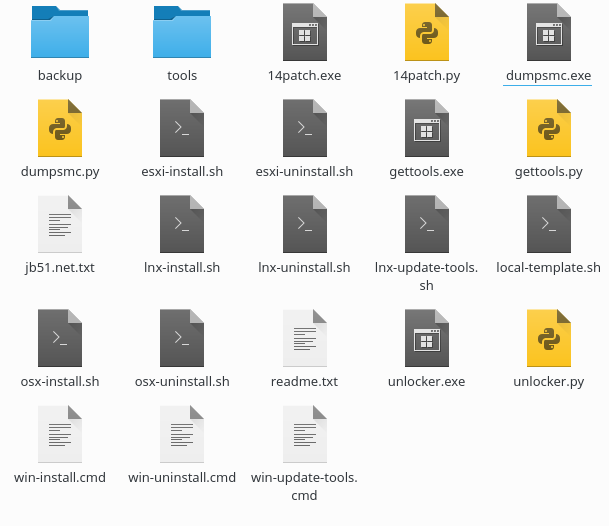 backup
tools
14patch.exe
14patch.py
dumpsmc.exe
dumpsmc.py
esxi-install.sh
esxi-uninstall.sh
gettools.exe
gettools.py
jb51.net.txt
lnx-install.sh
lnx-uninstall.sh
lnx-update-tools.
sh
local-template.sh
osx-install.sh
osx-uninstall.sh
readme.txt
unlocker.exe
unlocker.py
win-install.cmd
win-uninstall.cmd
win-update-tools.
cmd